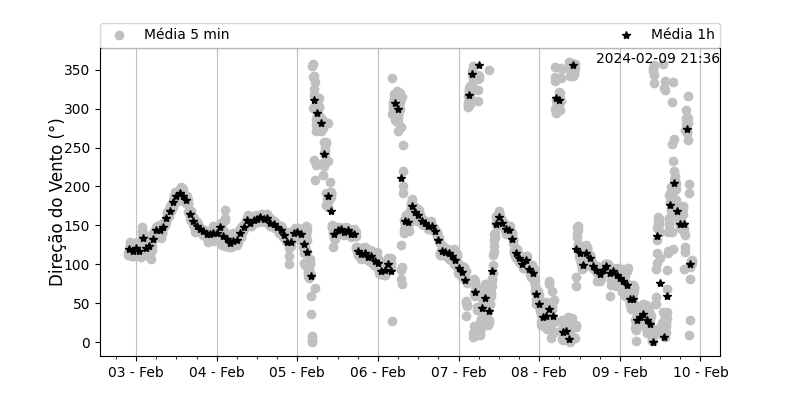 Média 5 min
Média 1h
2024-02-09 21:36
Direção do Vento (°)
350
300
250
200
150
100
50
0
03 - Feb
04 - Feb
05 - Feb
06 - Feb
07 - Feb
08 - Feb
09 - Feb
10 - Feb